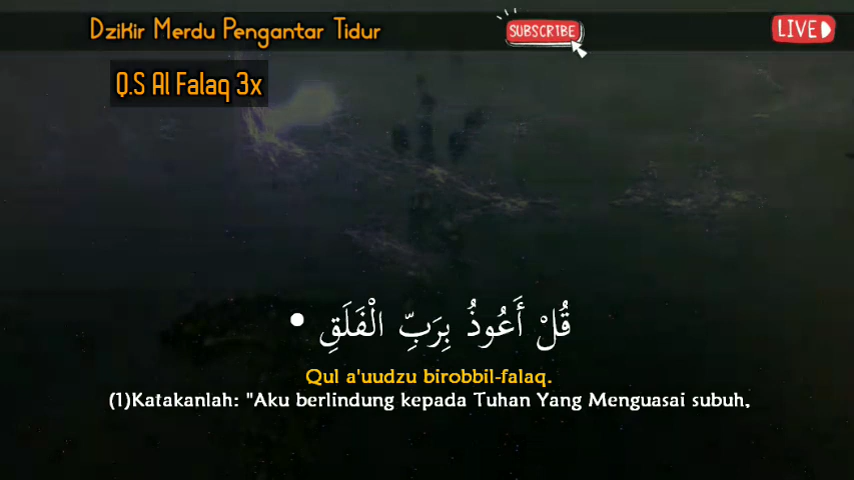 Dzikir Merdu Pengantar Tidur
SUBSCRIBE
LIVE
Q.S Al Falaq 3x
قُلْ أَعُوذُ بِرَبِّ الْفَلَقِ •
Qul a'uudzu birobbil-falaq.
(1)Katakanlah: "Aku berlindung kepada Tuhan Yang Menguasai subuh,